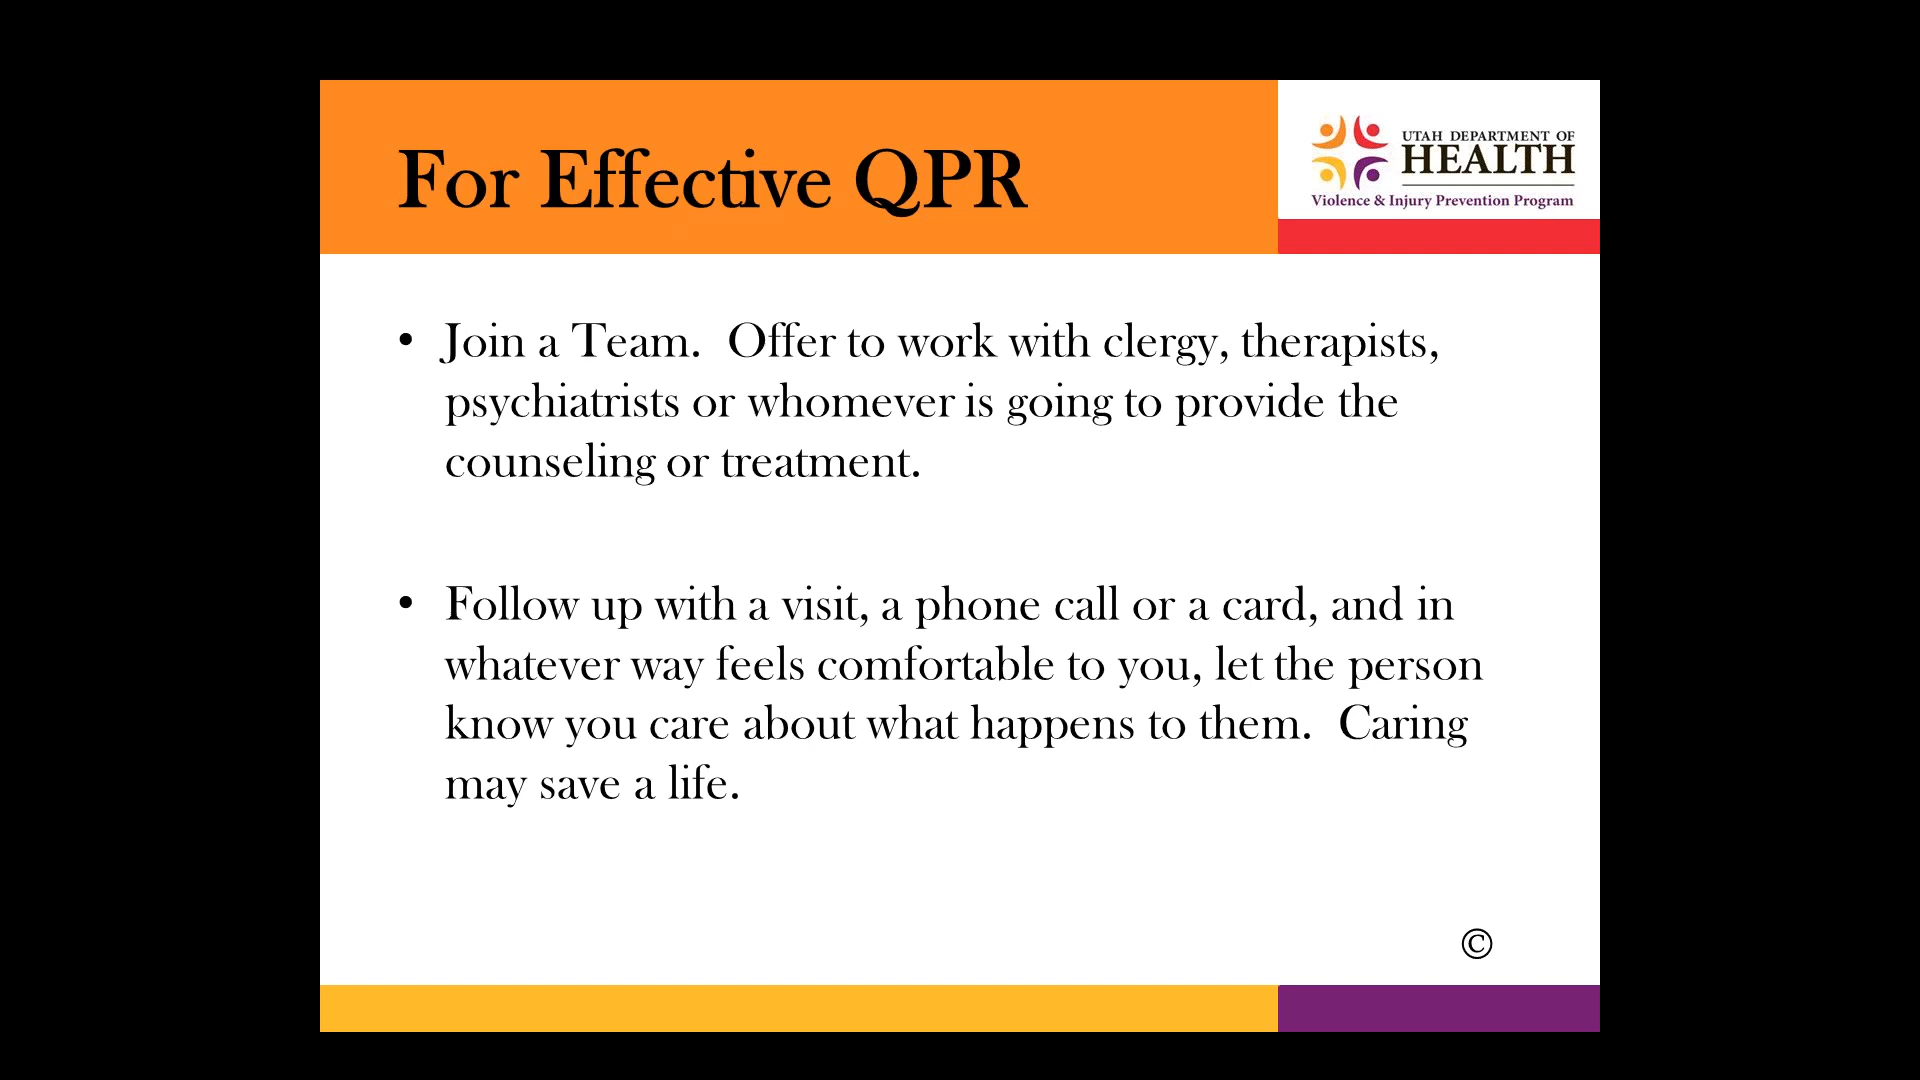 For Effective QPR
UTAH DEPARTMENT OF
HEALTH
Violence & Injury Prevention Program
• Join a Team.  Offer to work with clergy, therapists,
psychiatrists or whomever is going to provide the
counseling or treatment.
• Follow up with a visit, a phone call or a card, and in
whatever way feels comfortable to you, let the person
know you care about what happens to them.  Caring
may save a life.
©